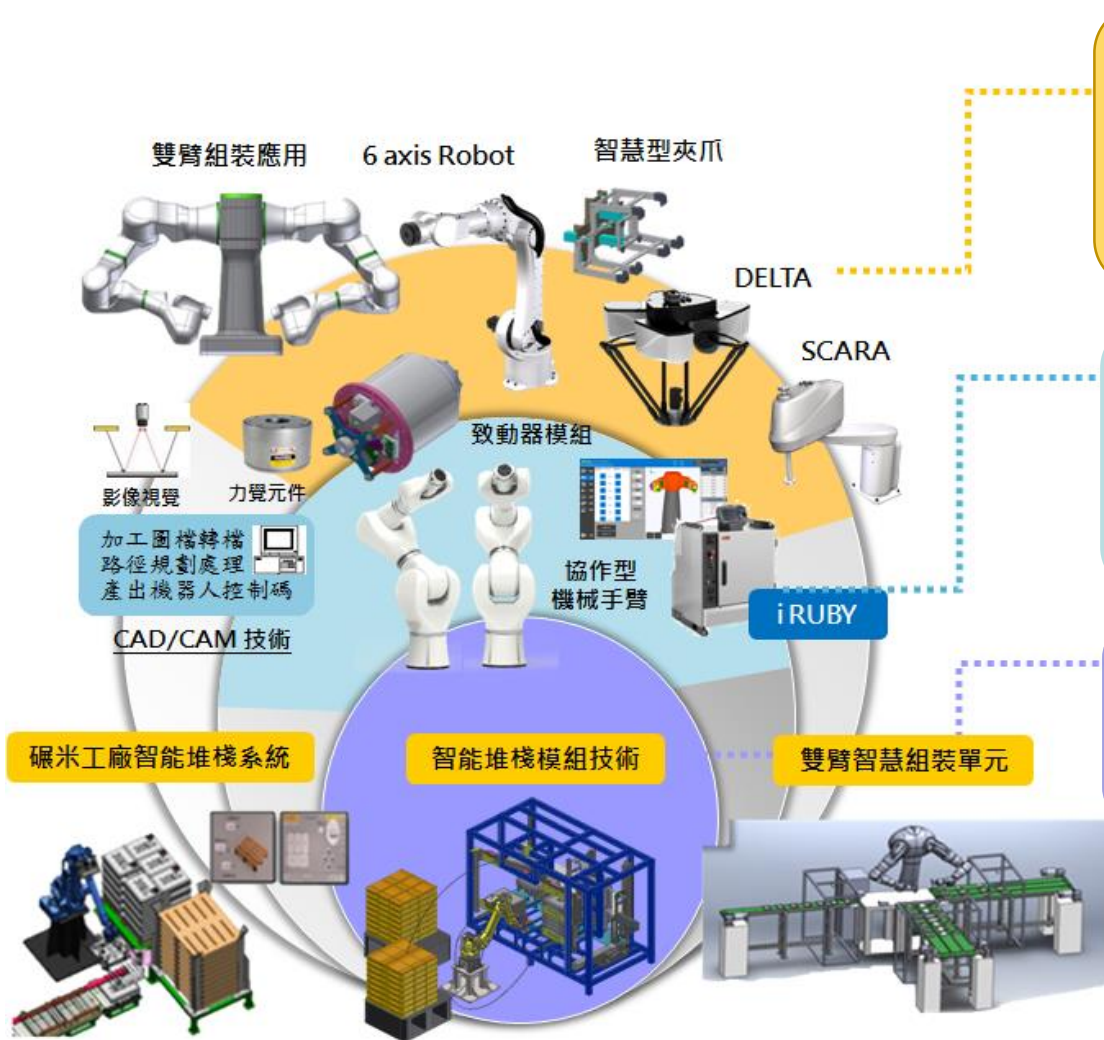 雙臂組裝應用
6 axis Robot
智慧型夾爪
DELTA
SCARA
致動器模組
影像視覺
力覺元件
加工圖檔轉檔
路徑規劃處理
產出機器人控制碼
CAD/CAM 技術
協作型
機械手臂
i RUBY
碾米工廠智能堆棧系統
智能堆棧模組技術
雙臂智慧組裝單元